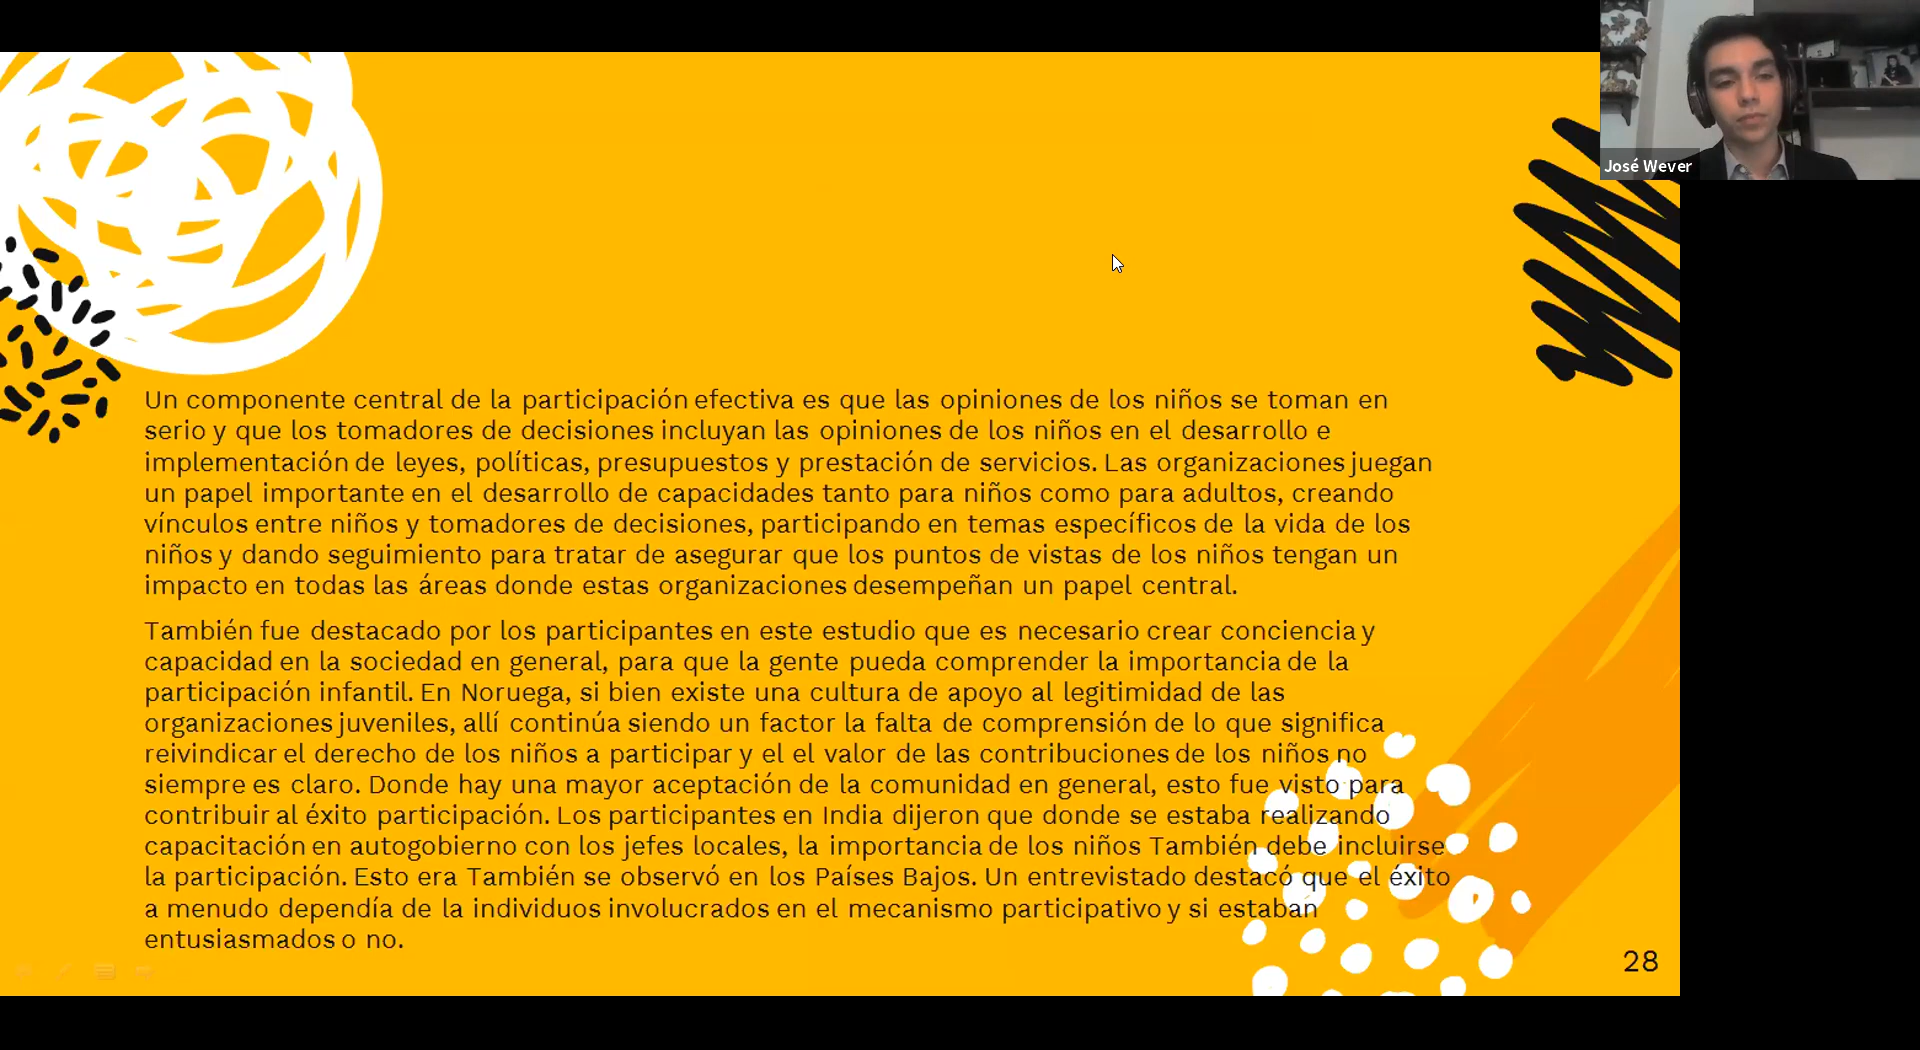 José Wever
Un componente central de la participación efectiva es que las opiniones de los niños se toman en
serio y que los tomadores de decisiones incluyan las opiniones de los niños en el desarrollo e
implementación de leyes, políticas, presupuestos y prestación de servicios. Las organizaciones juegan
un papel importante en el desarrollo de capacidades tanto para niños como para adultos, creando
vínculos entre niños y tomadores de decisiones, participando en temas específicos de la vida de los
niños y dando seguimiento para tratar de asegurar que los puntos de vistas de los niños tengan un
impacto en todas las áreas donde estas organizaciones desempeñan un papel central.
También fue destacado por los participantes en este estudio que es necesario crear conciencia y
capacidad en la sociedad en general, para que la gente pueda comprender la importancia de la
participación infantil. En Noruega, si bien existe una cultura de apoyo al legitimidad de las
organizaciones juveniles, allí continúa siendo un factor la falta de comprensión de lo que significa
reivindicar el derecho de los niños a participar y el el valor de las contribuciones de los niños no
siempre es claro. Donde hay una mayor aceptación de la comunidad en general, esto fue visto para
contribuir al éxito participación. Los participantes en India dijeron que donde se estaba realizando
capacitación en autogobierno con los jefes locales, la importancia de los niños También debe incluirse
la participación. Esto era También se observó en los Países Bajos. Un entrevistado destacó que el éxito
a menudo dependía de la individuos involucrados en el mecanismo participativo y si estaban
entusiasmados o no.
28